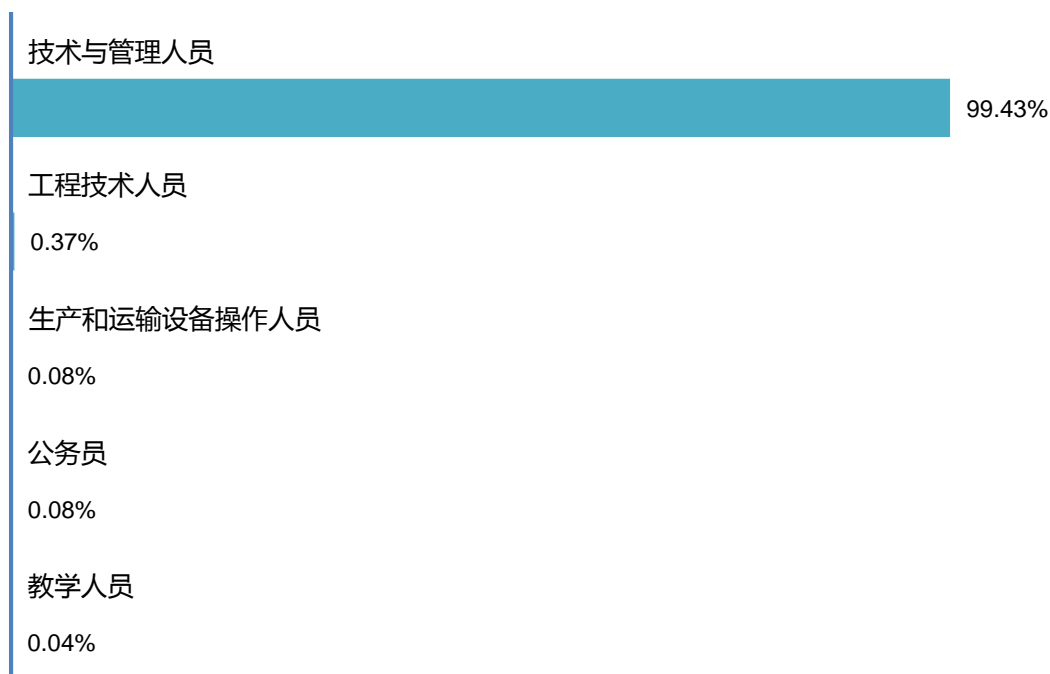 技术与管理人员
99.43%
工程技术人员
0.37%
生产和运输设备操作人员
0.08%
公务员
0.08%
教学人员
0.04%